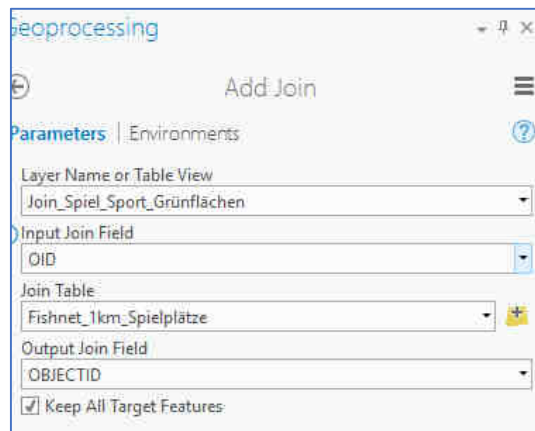 Geoprocessing
Add Join
Parameters | Environments
Layer Name or Table View
Join_Spiel_Sport_Grünflächen
Input Join Field
OID
Join Table
Fishnet_1km_Spielplätze
Output Join Field
OBJECTID
Keep All Target Features